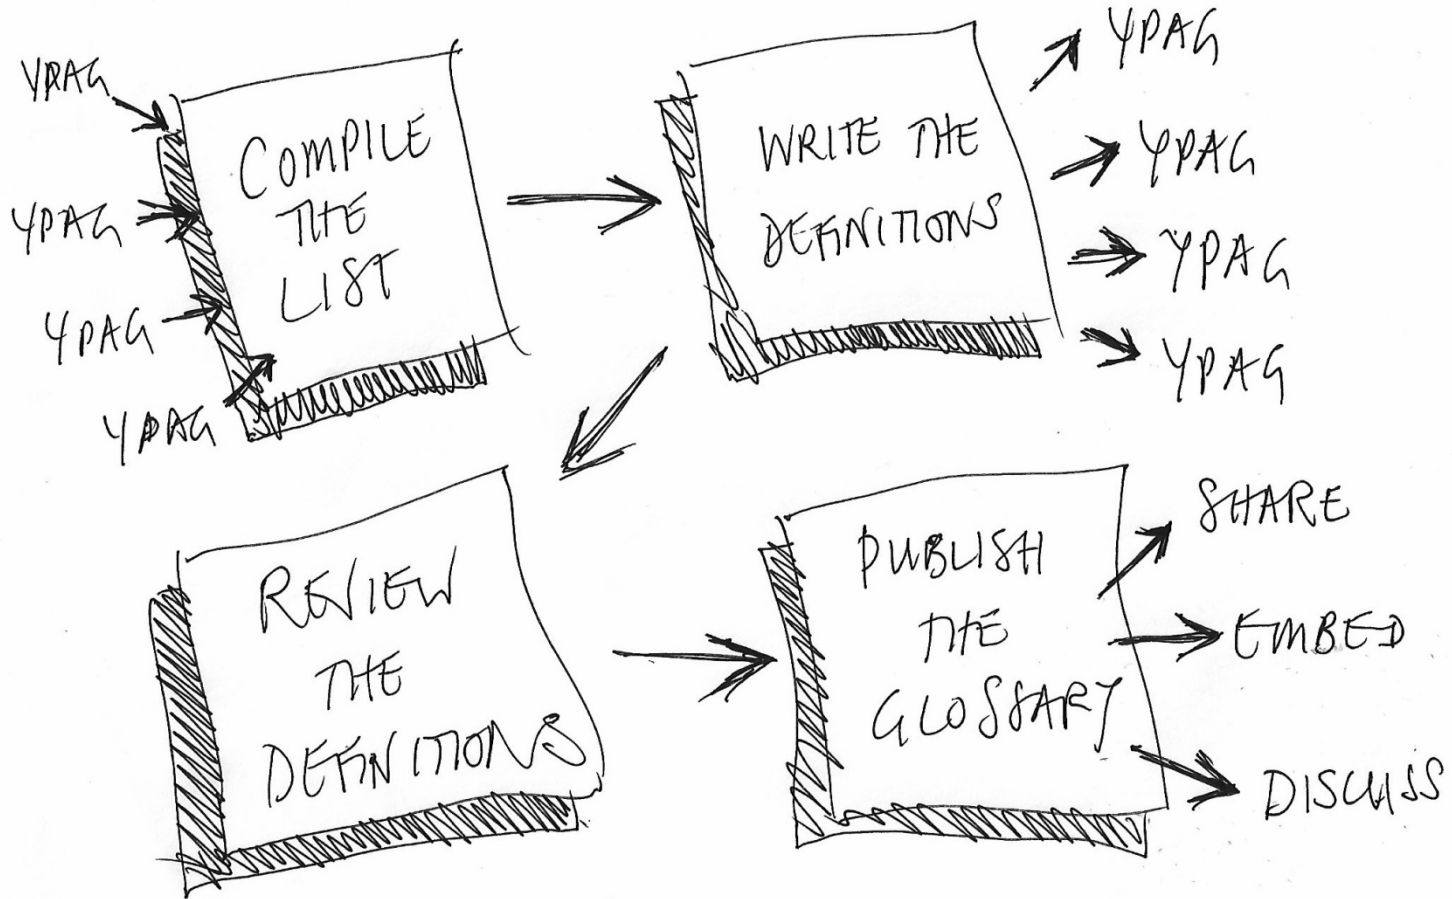 YPAG
YPAG
YPAG
YPAG
COMPILE
THE
LIST
WRITE THE
DEFINITIONS
YPAG
YPAG
YPAG
YPAG
REVIEW
THE
DEFINITIONS
PUBLISH
THE
GLOSSARY
SHARE
EMBED
DISCUSS